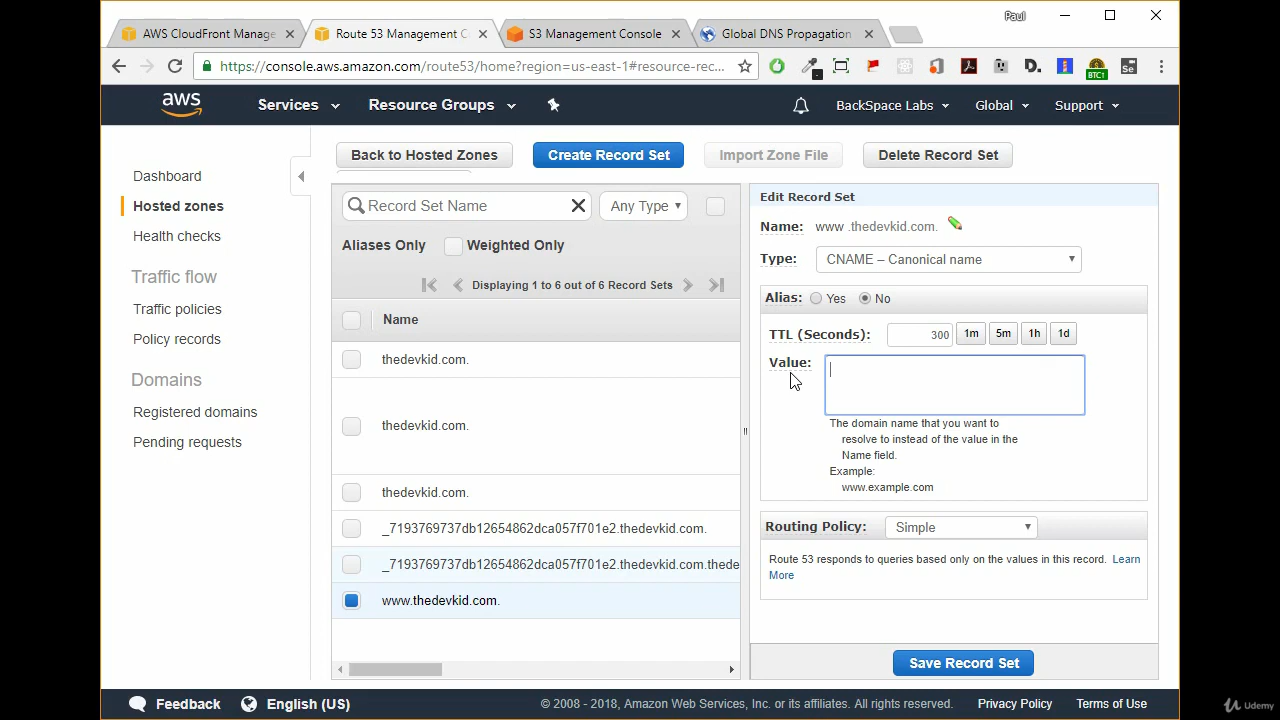 Paul
AWS CloudFront Manage
Route 53 Management C
S3 Management Console
Global DNS Propagation
https://console.aws.amazon.com/route53/home?region=us-east-1#resource-rec...
BTC1
Se
aws
Services
Resource Groups
BackSpace Labs
Global
Support
Back to Hosted Zones
Create Record Set
Import Zone File
Delete Record Set
Dashboard
Hosted zones
Health checks
Traffic flow
Traffic policies
Policy records
Domains
Registered domains
Pending requests
Record Set Name
Any Type
Aliases Only
Weighted Only
Displaying 1 to 6 out of 6 Record Sets
Name
thedevkid.com.
thedevkid.com.
thedevkid.com.
_7193769737db12654862dca057f701e2.thedevkid.com.
_7193769737db12654862dca057f701e2.thedevkid.com.thede
www.thedevkid.com.
Edit Record Set
Name: www .thedevkid.com.
Type: CNAME – Canonical name
Alias: Yes No
TTL (Seconds): 300 1m 5m 1h 1d
Value:
The domain name that you want to
resolve to instead of the value in the
Name field.
Example:
www.example.com
Routing Policy: Simple
Route 53 responds to queries based only on the values in this record. Learn
More
Save Record Set
Feedback
English (US)
© 2008 - 2018, Amazon Web Services, Inc. or its affiliates. All rights reserved.
Privacy Policy
Terms of Use
Udemy